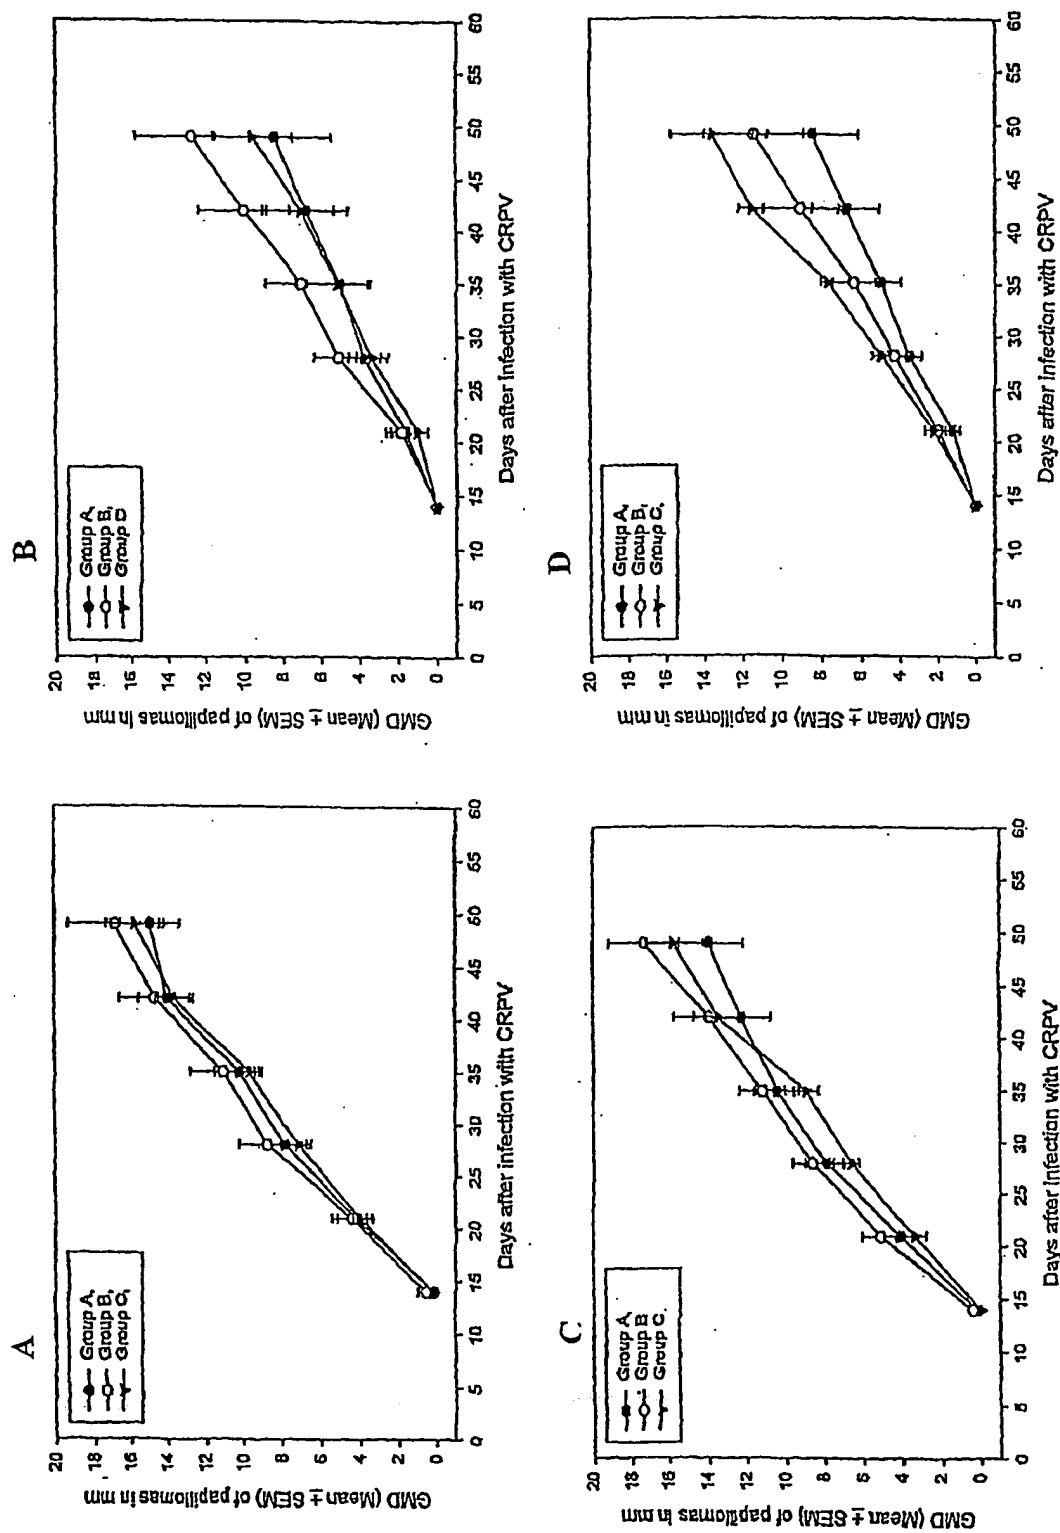 A
GMD (Mean ± SEM) of papillomas in mm
20
18
16
14
12
10
8
6
4
2
0
Group A,
Group B,
Group C,
0 5 10 15 20 25 30 35 40 45 50 55 60
Days after infection with CRPV
B
GMD (Mean ± SEM) of papillomas in mm
20
18
16
14
12
10
8
6
4
2
0
Group A,
Group B,
Group C
0 5 10 15 20 25 30 35 40 45 50 55 60
Days after infection with CRPV
C
GMD (Mean ± SEM) of papillomas in mm
20
18
16
14
12
10
8
6
4
2
0
Group A,
Group B
Group C,
0 5 10 15 20 25 30 35 40 45 50 55 60
Days after infection with CRPV
D
GMD (Mean ± SEM) of papillomas in mm
20
18
16
14
12
10
8
6
4
2
0
Group A,
Group B,
Group C,
0 5 10 15 20 25 30 35 40 45 50 55 60
Days after infection with CRPV